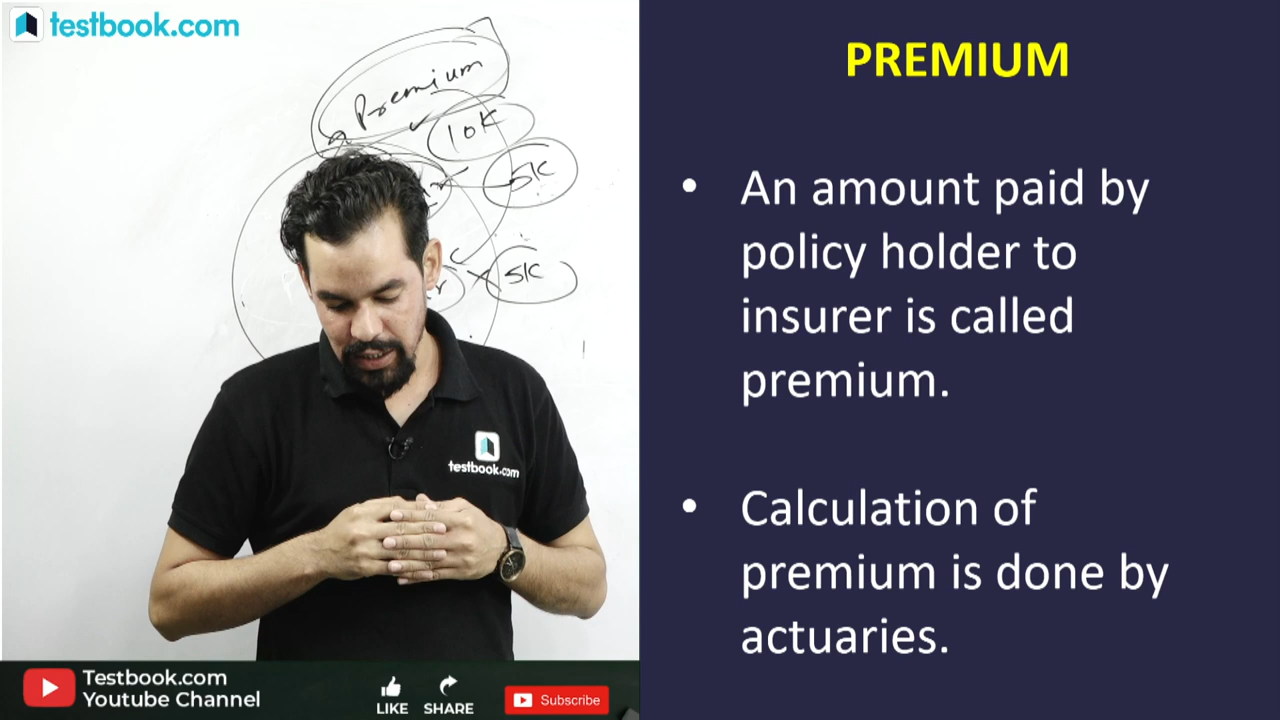 testbook.com
Premium
10K
5K
5K
testbook.com
PREMIUM
• An amount paid by
policy holder to
insurer is called
premium.
• Calculation of
premium is done by
actuaries.
Testbook.com
Youtube Channel
LIKE
SHARE
Subscribe